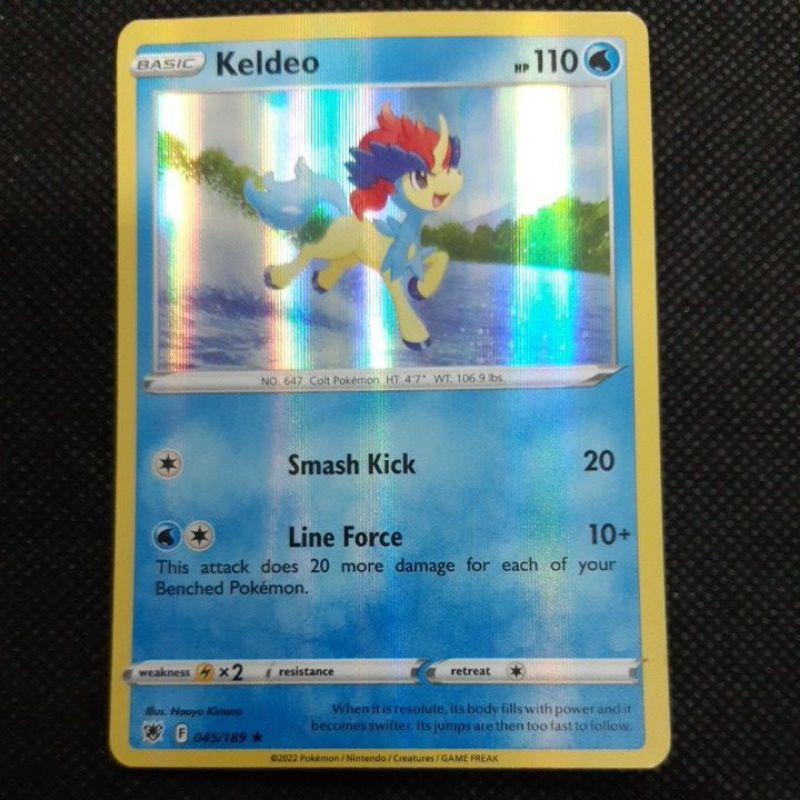 BASIC Keldeo HP 110
NO. 647 Colt Pokémon HT: 4'7" WT: 106.9 lbs.
Smash Kick 20
Line Force 10+
This attack does 20 more damage for each of your
Benched Pokémon.
weakness ×2 resistance retreat
Illus. Naoyo Kimura
When it is resolute, its body fills with power and it
becomes swifter. Its jumps are then too fast to follow.
F 045/189 ★
©2022 Pokémon / Nintendo / Creatures / GAME FREAK